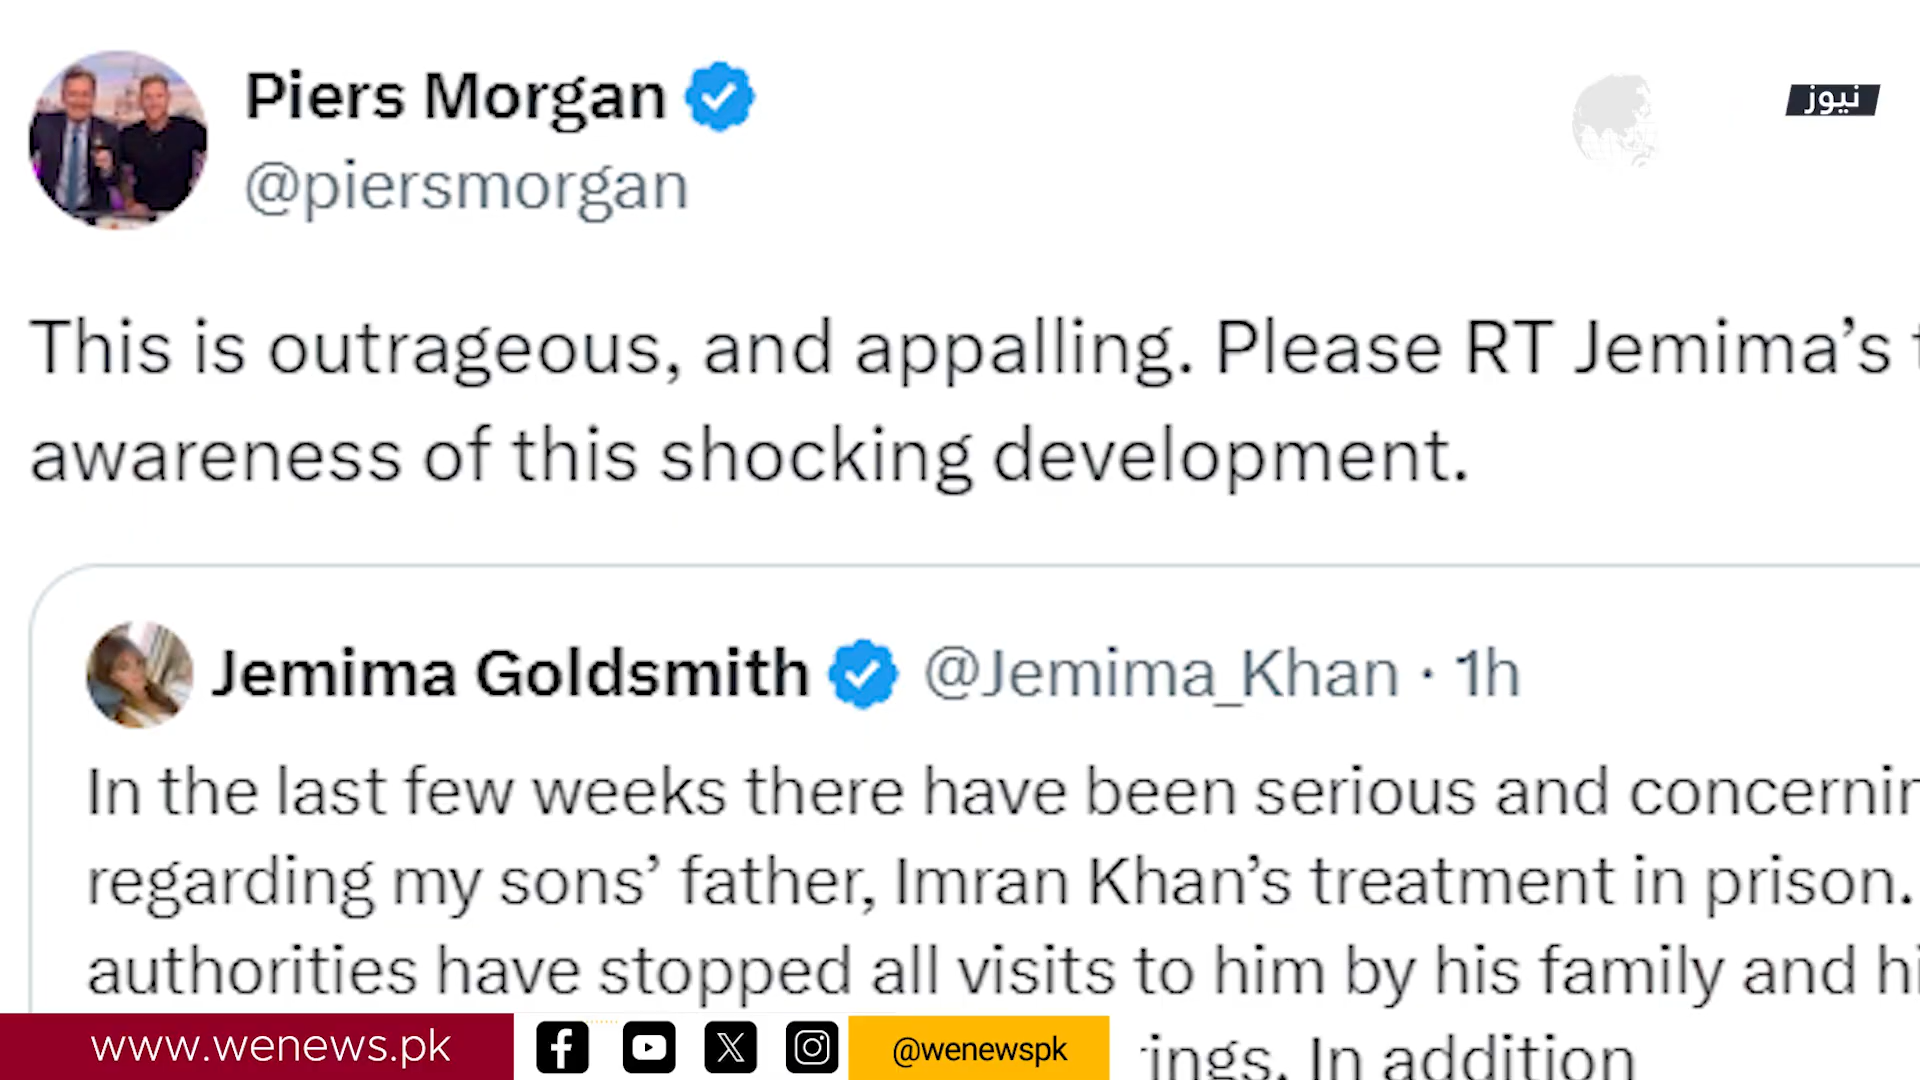 Piers Morgan
@piersmorgan
نیوز
This is outrageous, and appalling. Please RT Jemima’s
awareness of this shocking development.
Jemima Goldsmith @Jemima_Khan · 1h
In the last few weeks there have been serious and concernin
regarding my sons’ father, Imran Khan’s treatment in prison.
authorities have stopped all visits to him by his family and hi
ings. In addition
www.wenews.pk
@wenewspk